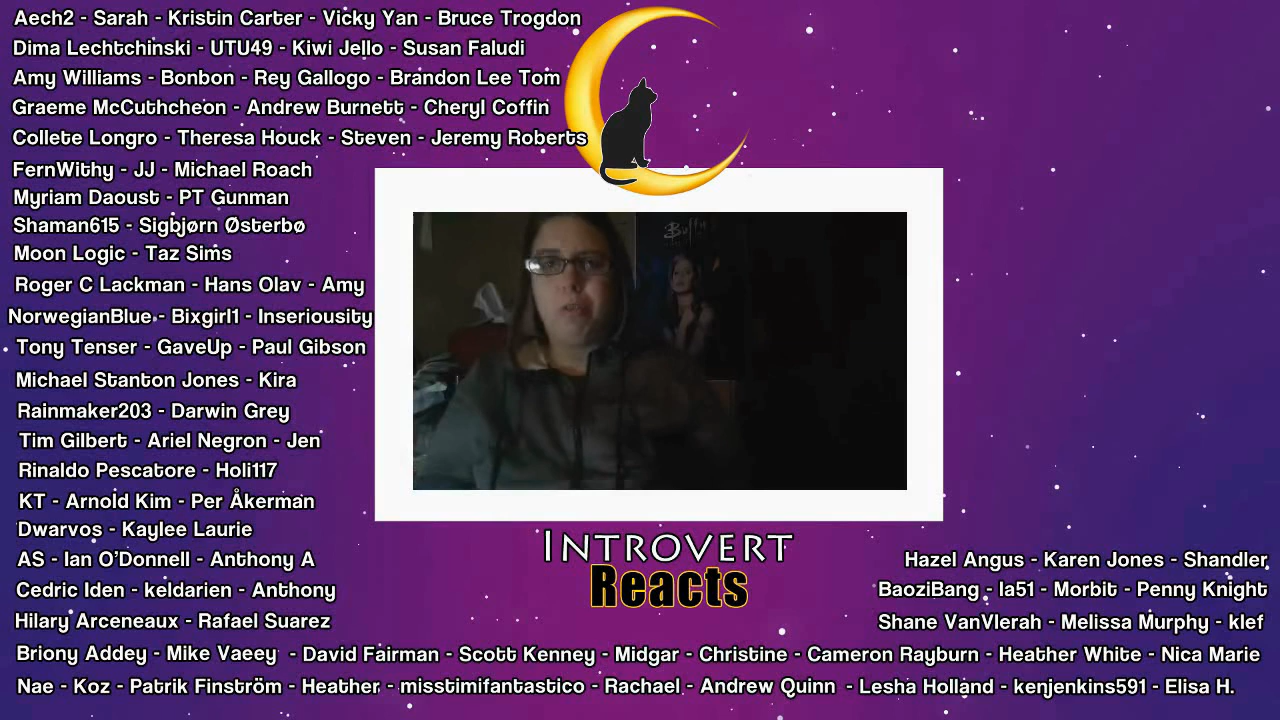 Aech2 - Sarah - Kristin Carter - Vicky Yan - Bruce Trogdon
Dima Lechtchinski - UTU49 - Kiwi Jello - Susan Faludi
Amy Williams - Bonbon - Rey Gallogo - Brandon Lee Tom
Graeme McCuthcheon - Andrew Burnett - Cheryl Coffin
Collete Longro - Theresa Houck - Steven - Jeremy Roberts
FernWithy - JJ - Michael Roach
Myriam Daoust - PT Gunman
Shaman615 - Sigbjørn Østerbø
Moon Logic - Taz Sims
Roger C Lackman - Hans Olav - Amy
NorwegianBlue - Bixgirl1 - Inseriousity
Tony Tenser - GaveUp - Paul Gibson
Michael Stanton Jones - Kira
Rainmaker203 - Darwin Grey
Tim Gilbert - Ariel Negron - Jen
Rinaldo Pescatore - Holi117
KT - Arnold Kim - Per Åkerman
Dwarvos - Kaylee Laurie
AS - Ian O'Donnell - Anthony A
Cedric Iden - keldarien - Anthony
Hilary Arceneaux - Rafael Suarez
Buffy
INTROVERT
Reacts
Hazel Angus - Karen Jones - Shandler
BaoziBang - la51 - Morbit - Penny Knight
Shane VanVlerah - Melissa Murphy - klef
Briony Addey - Mike Vaeey - David Fairman - Scott Kenney - Midgar - Christine - Cameron Rayburn - Heather White - Nica Marie
Nae - Koz - Patrik Finström - Heather - misstimifantastico - Rachael - Andrew Quinn - Lesha Holland - kenjenkins591 - Elisa H.